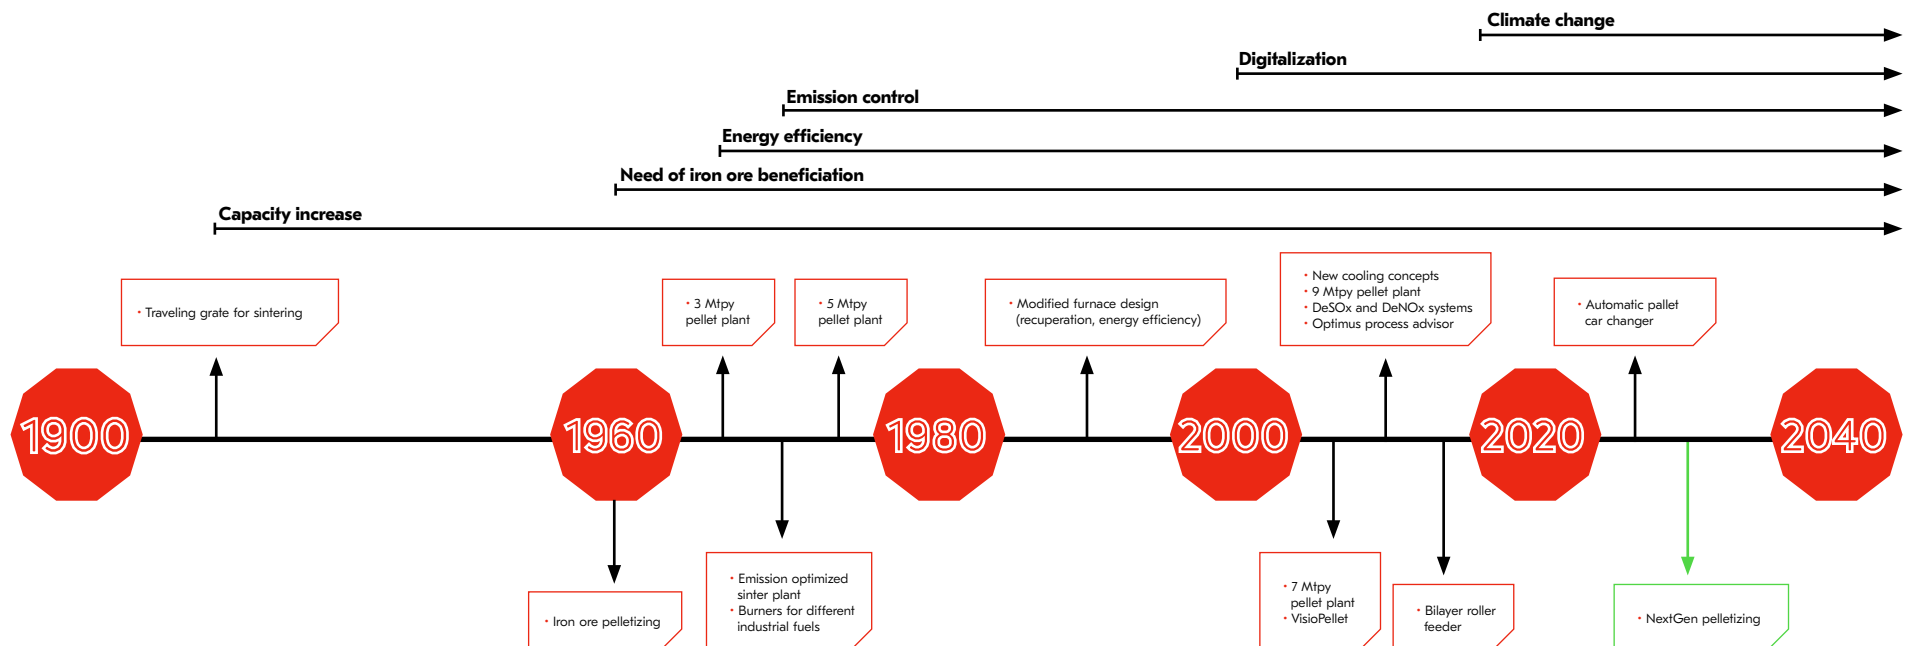 Climate change
Digitalization
Emission control
Energy efficiency
Need of iron ore beneficiation
Capacity increase
• Traveling grate for sintering
• 3 Mtpy
pellet plant
• 5 Mtpy
pellet plant
• Modified furnace design
(recuperation, energy efficiency)
• New cooling concepts
• 9 Mtpy pellet plant
• DeSOx and DeNOx systems
• Optimus process advisor
• Automatic pallet
car changer
1900
1960
1980
2000
2020
2040
• Iron ore pelletizing
• Emission optimized
sinter plant
• Burners for different
industrial fuels
• 7 Mtpy
pellet plant
• VisioPellet
• Bilayer roller
feeder
• NextGen pelletizing